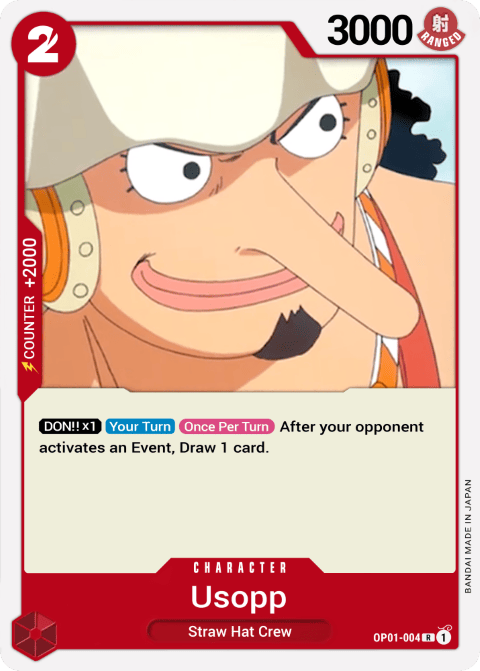 2
3000
射
RANGED
COUNTER +2000
DON!! x1 Your Turn Once Per Turn After your opponent
activates an Event, Draw 1 card.
BANDAI MADE IN JAPAN
CHARACTER
Usopp
Straw Hat Crew
OP01-004 R 1